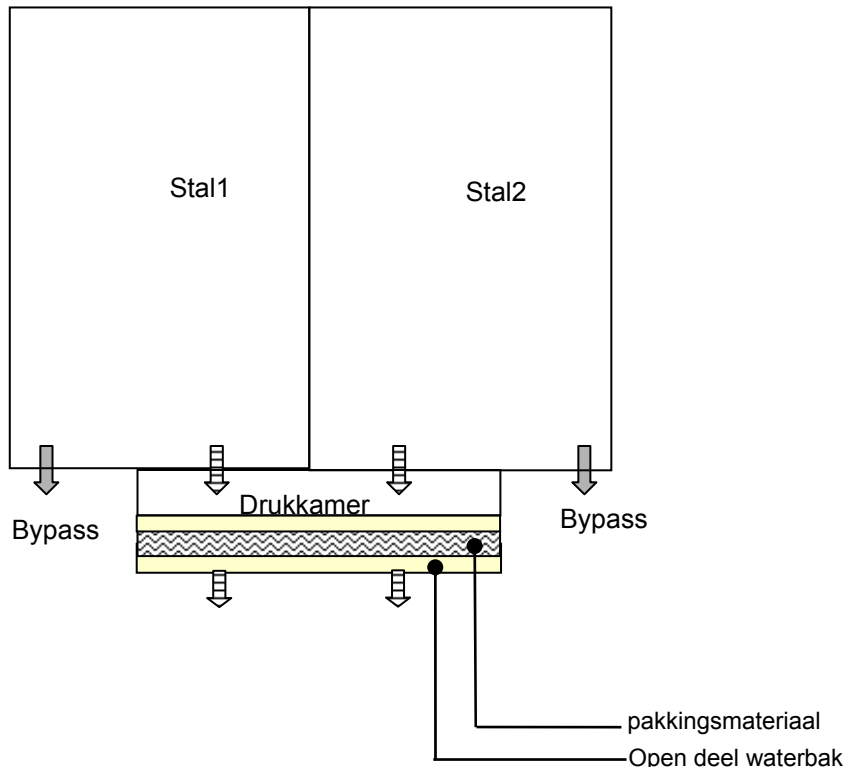 Stal1
Stal2
Drukkamer
Bypass
Bypass
pakkingsmateriaal
Open deel waterbak